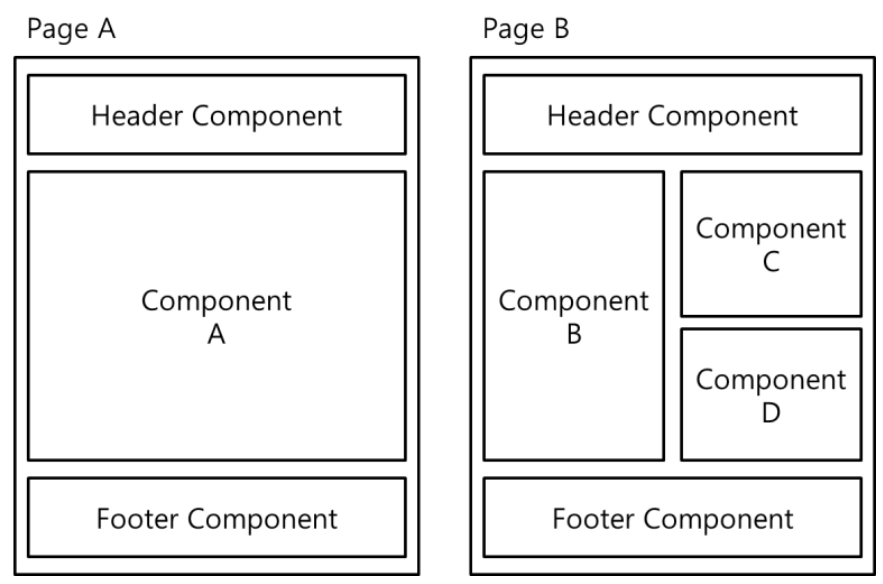 Page A
Header Component
Component
A
Footer Component
Page B
Header Component
Component
B
Component
C
Component
D
Footer Component